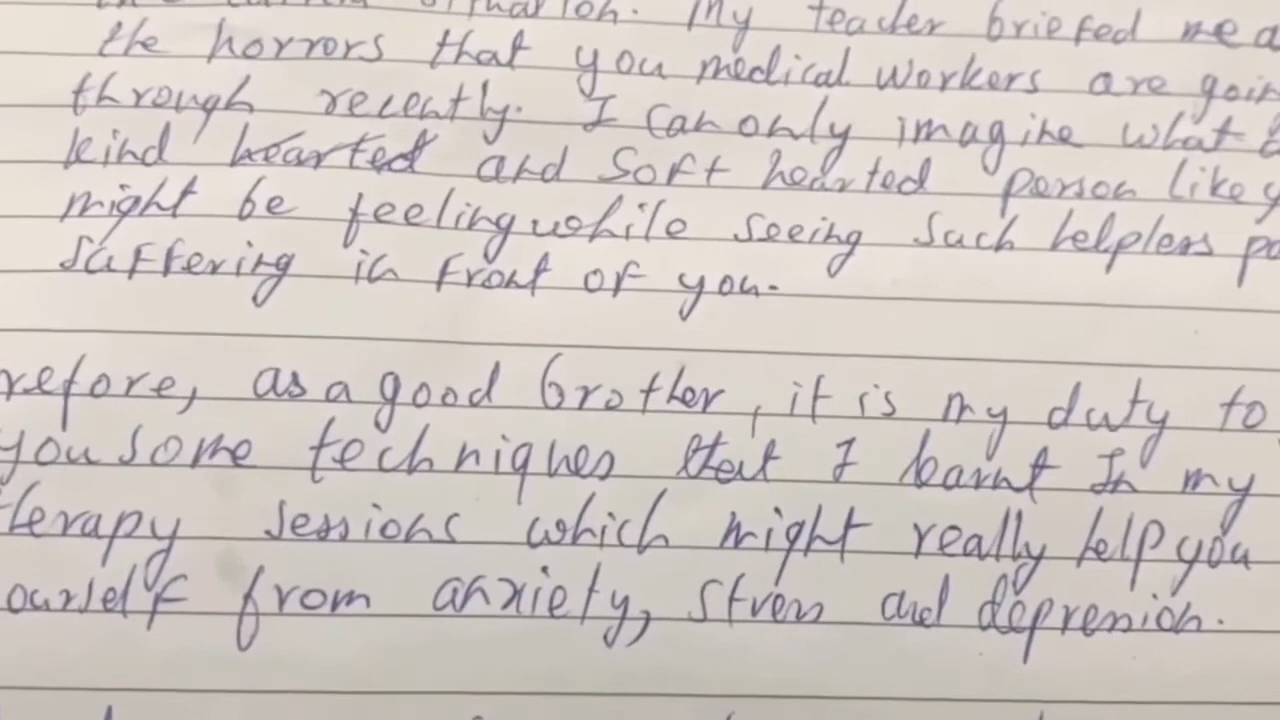 My teacher briefed me
the horrors that you medical workers are goin
through recently. I can only imagine what
kind hearted and soft hearted person like y
might be feeling while seeing such helpless pa
suffering in front of you.
refore, as a good brother, it is my duty to
you some techniques that I learnt In my
therapy sessions which might really help you
ourself from anxiety, stress and depression.